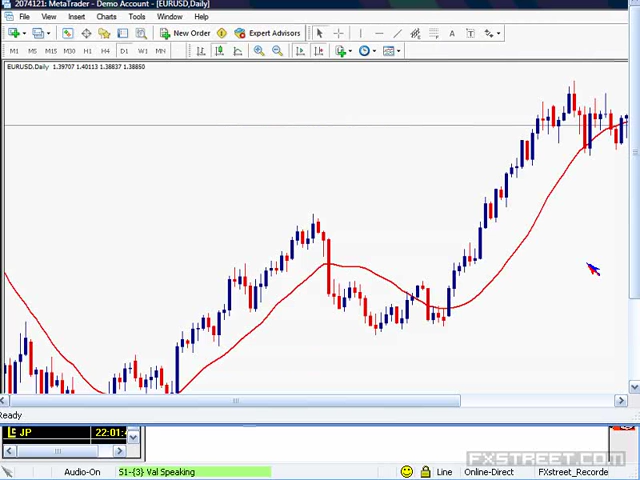 2074121: MetaTrader - Demo Account - [EURUSD,Daily]
File View Insert Charts Tools Window Help
New Order Expert Advisors
A T
M1 M5 M15 M30 H1 H4 D1 W1 MN
EURUSD.Daily 1.39707 1.40113 1.38837 1.38850
Ready
JP 22:01:4
FXSTREET.COM
Audio-On S1-{3} Val Speaking Line Online-Direct FXstreet_Recorde